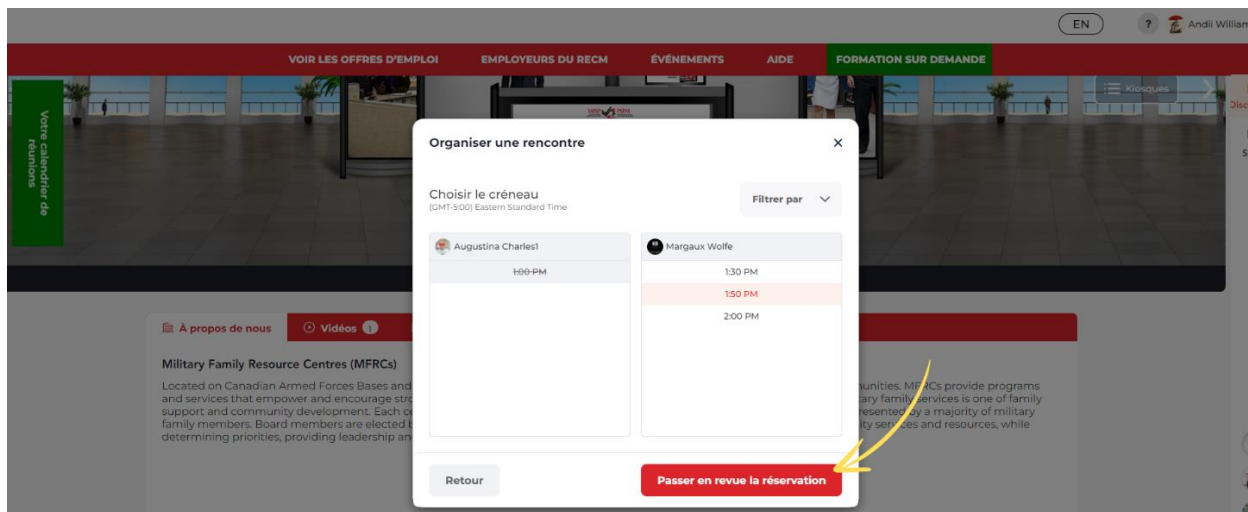 EN
?
Andii William
VOIR LES OFFRES D'EMPLOI
EMPLOYEURS DU RECM
ÉVÉNEMENTS
AIDE
FORMATION SUR DEMANDE
Kiosques
Votre calendrier de
réunions
Organiser une rencontre
Choisir le créneau
(GMT-5:00) Eastern Standard Time
Filtrer par
Augustina Charles1
1:00 PM
Margaux Wolfe
1:30 PM
1:50 PM
2:00 PM
Retour
Passer en revue la réservation
À propos de nous
Vidéos 1
Military Family Resource Centres (MFRCs)
Located on Canadian Armed Forces Bases and munities. MFRCs provide programs
and services that empower and encourage str tary family services is one of family
support and community development. Each ce resented by a majority of military
family members. Board members are elected b ity services and resources, while
determining priorities, providing leadership an